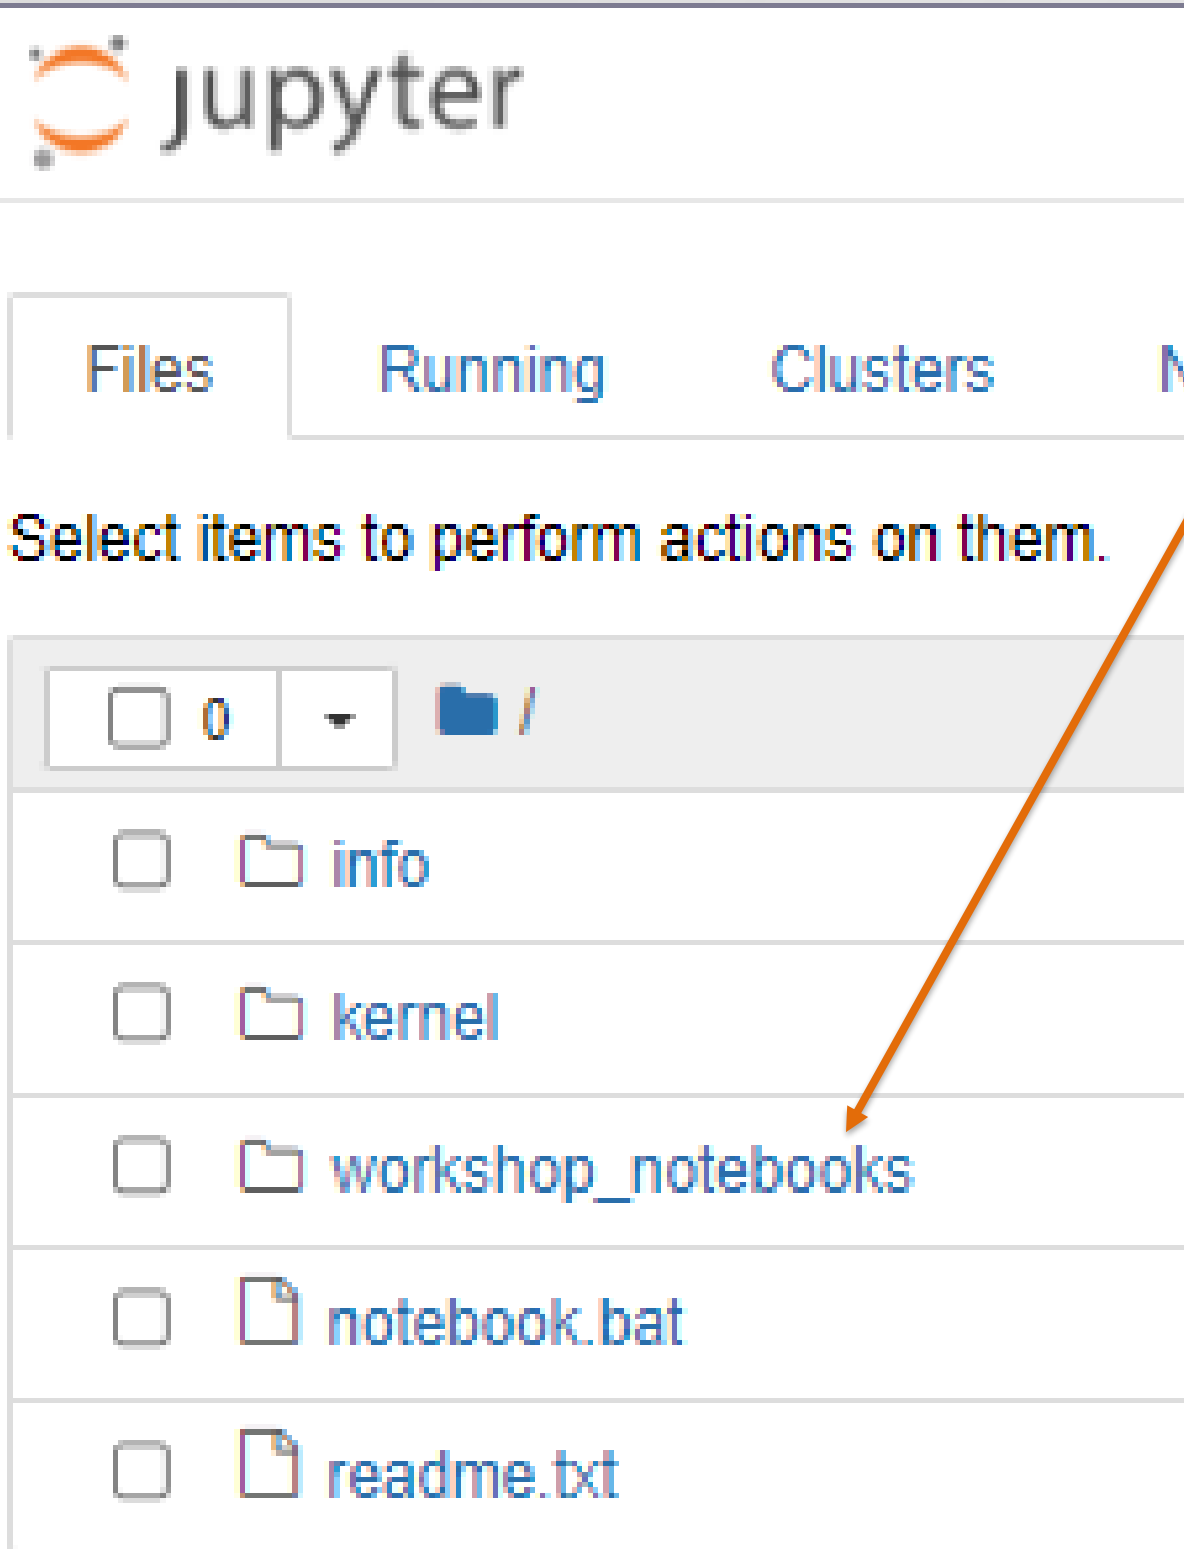 jupyter
Files Running Clusters
Select items to perform actions on them.
0 /
info
kernel
workshop_notebooks
notebook.bat
readme.txt